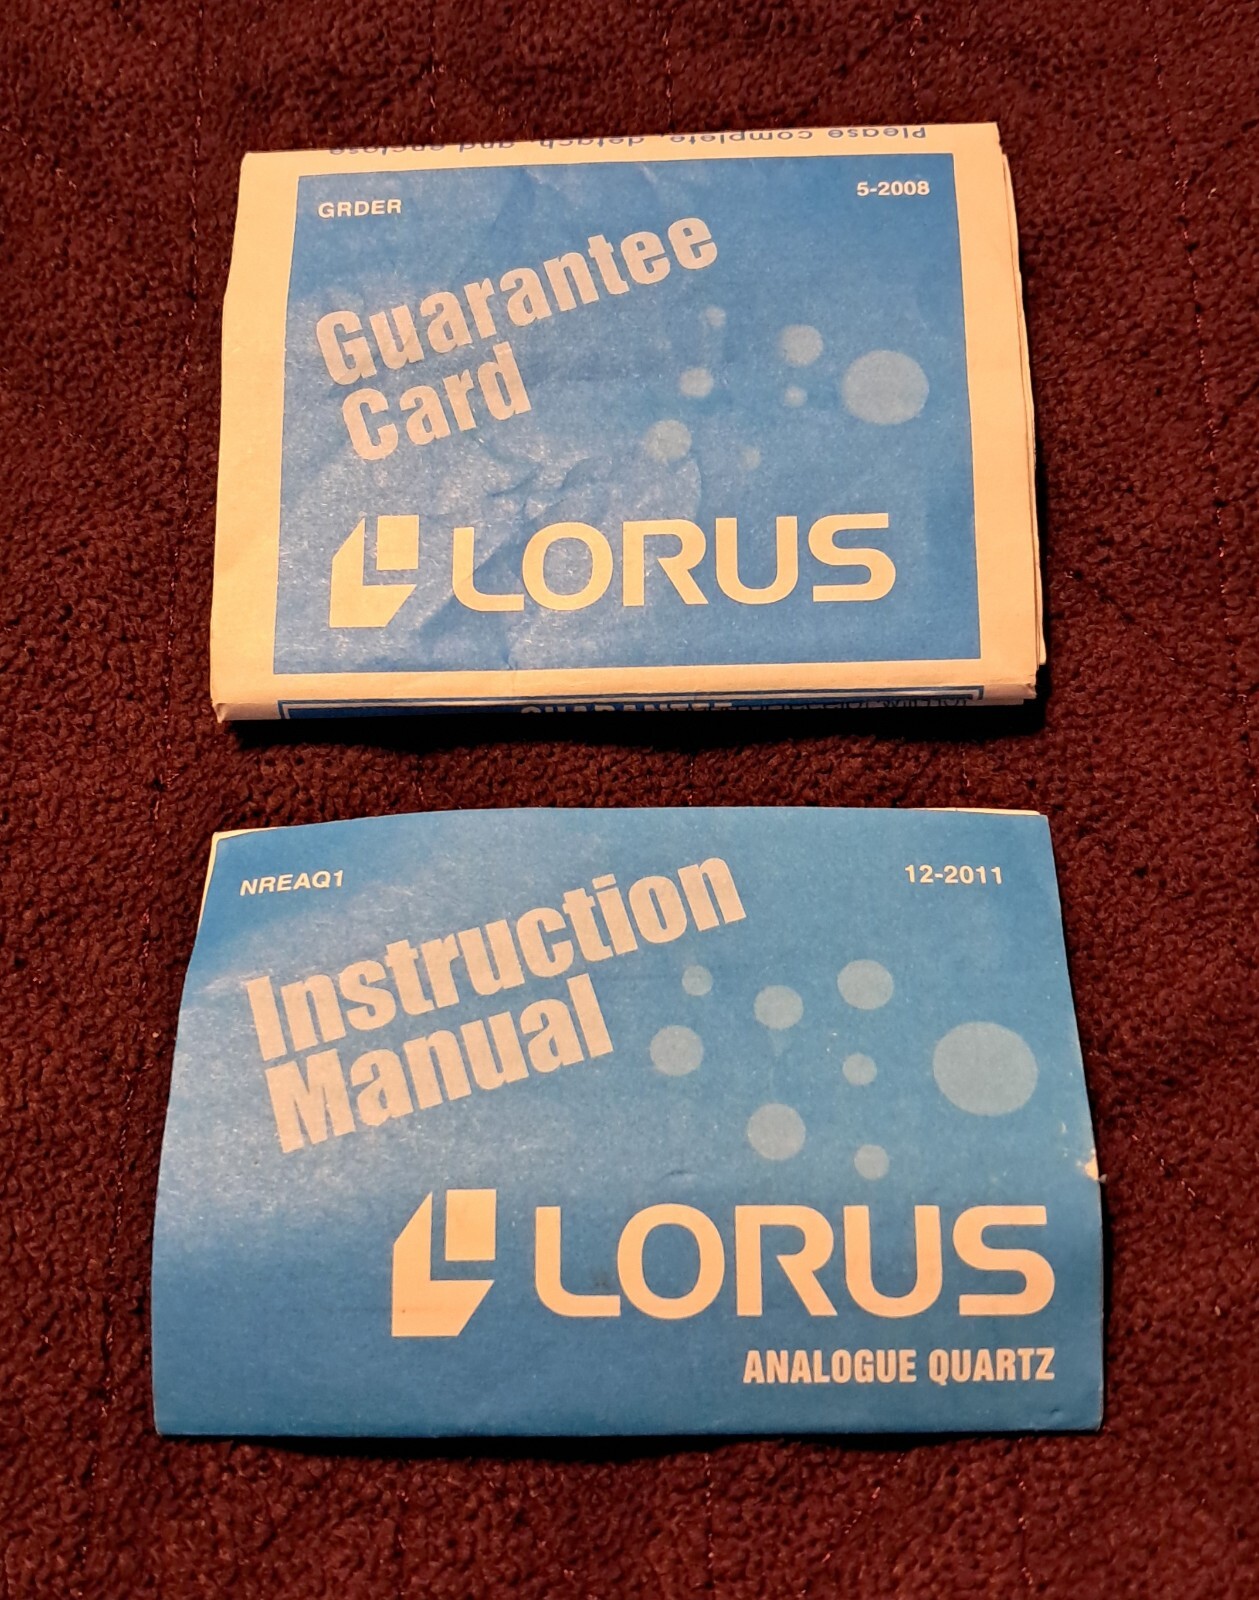 Please complete, detach and enclose
GRDER
5-2008
Guarantee
Card
LORUS
GUARANTEE
NREAQ1
12-2011
Instruction
Manual
LORUS
ANALOGUE QUARTZ